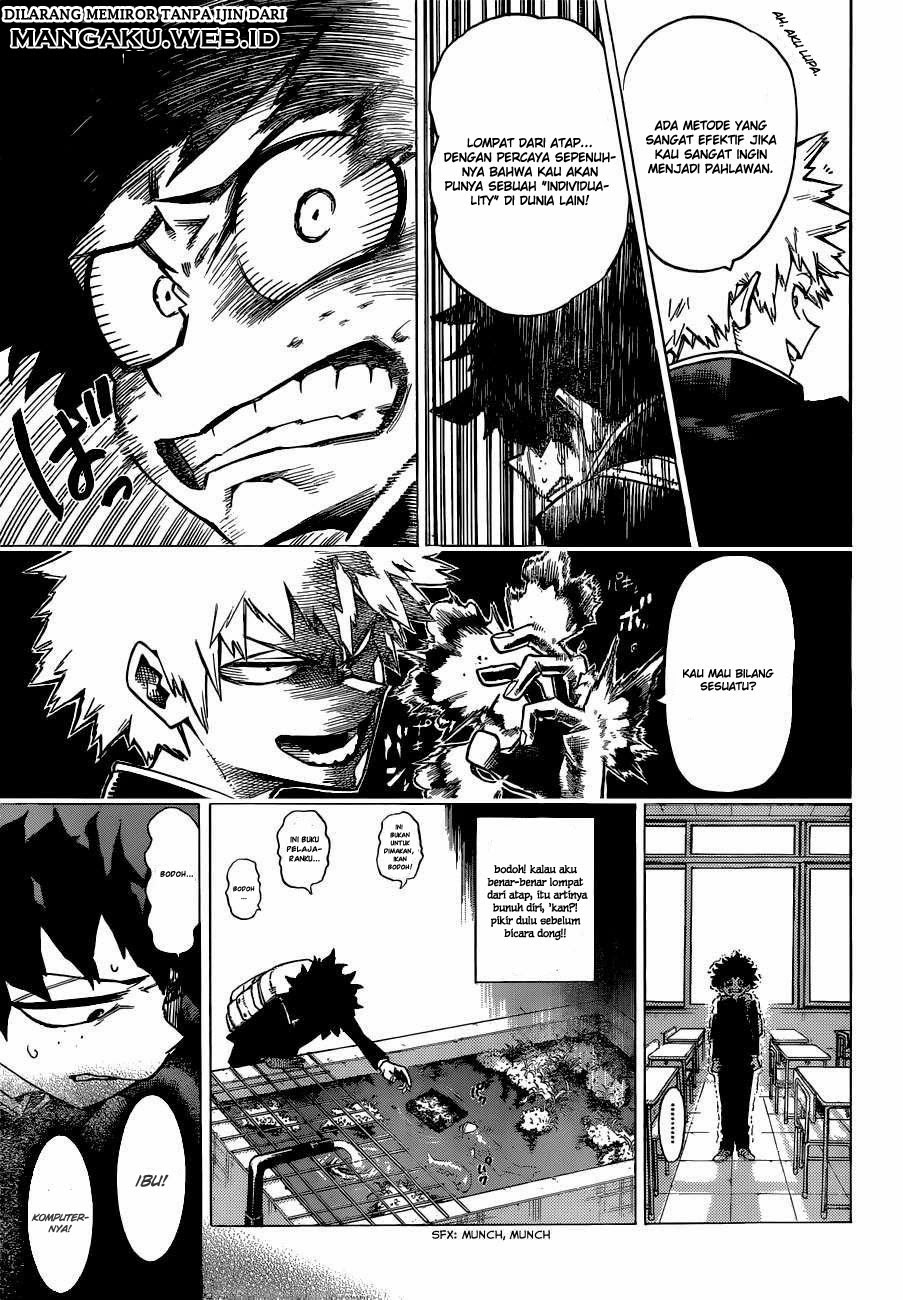 DILARANG MEMIROR TANPA IJIN DARI
MANGAKU.WEB.ID
AH, AKU LUPA.
ADA METODE YANG
SANGAT EFEKTIF JIKA
KAU SANGAT INGIN
MENJADI PAHLAWAN.
LOMPAT DARI ATAP...
DENGAN PERCAYA SEPENUH-
NYA BAHWA KAU AKAN
PUNYA SEBUAH "INDIVIDUA-
LITY" DI DUNIA LAIN!
ばっ
KAU MAU BILANG
SESUATU?
.........
bodoh! kalau aku
benar-benar lompat
dari atap, itu artinya
bunuh diri, 'kan?!
pikir dulu sebelum
bicara dong!!
INI
BUKAN
UNTUK
DIMAKAN,
IKAN
BODOH!
INI BUKU
PELAJA-
RANKU...
BODOH
...
SFX: MUNCH, MUNCH
BODOH...
IBU!
KOMPUTER-
NYA!